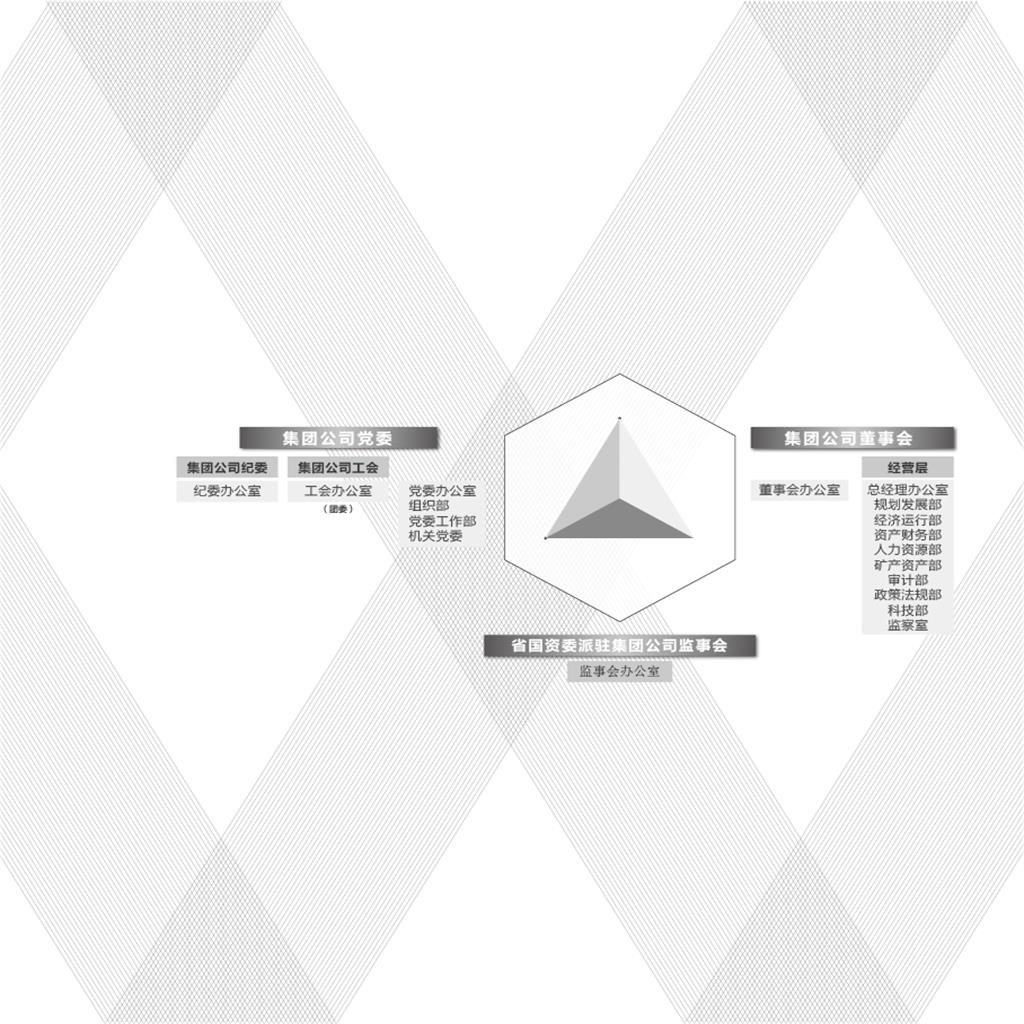 集团公司党委
集团公司纪委
纪委办公室
集团公司工会
工会办公室
（团委）
党委办公室
组织部
党委工作部
机关党委
集团公司董事会
董事会办公室
经营层
总经理办公室
规划发展部
经济运行部
资产财务部
人力资源部
矿产资产部
审计部
政策法规部
科技部
监察室
省国资委派驻集团公司监事会
监事会办公室